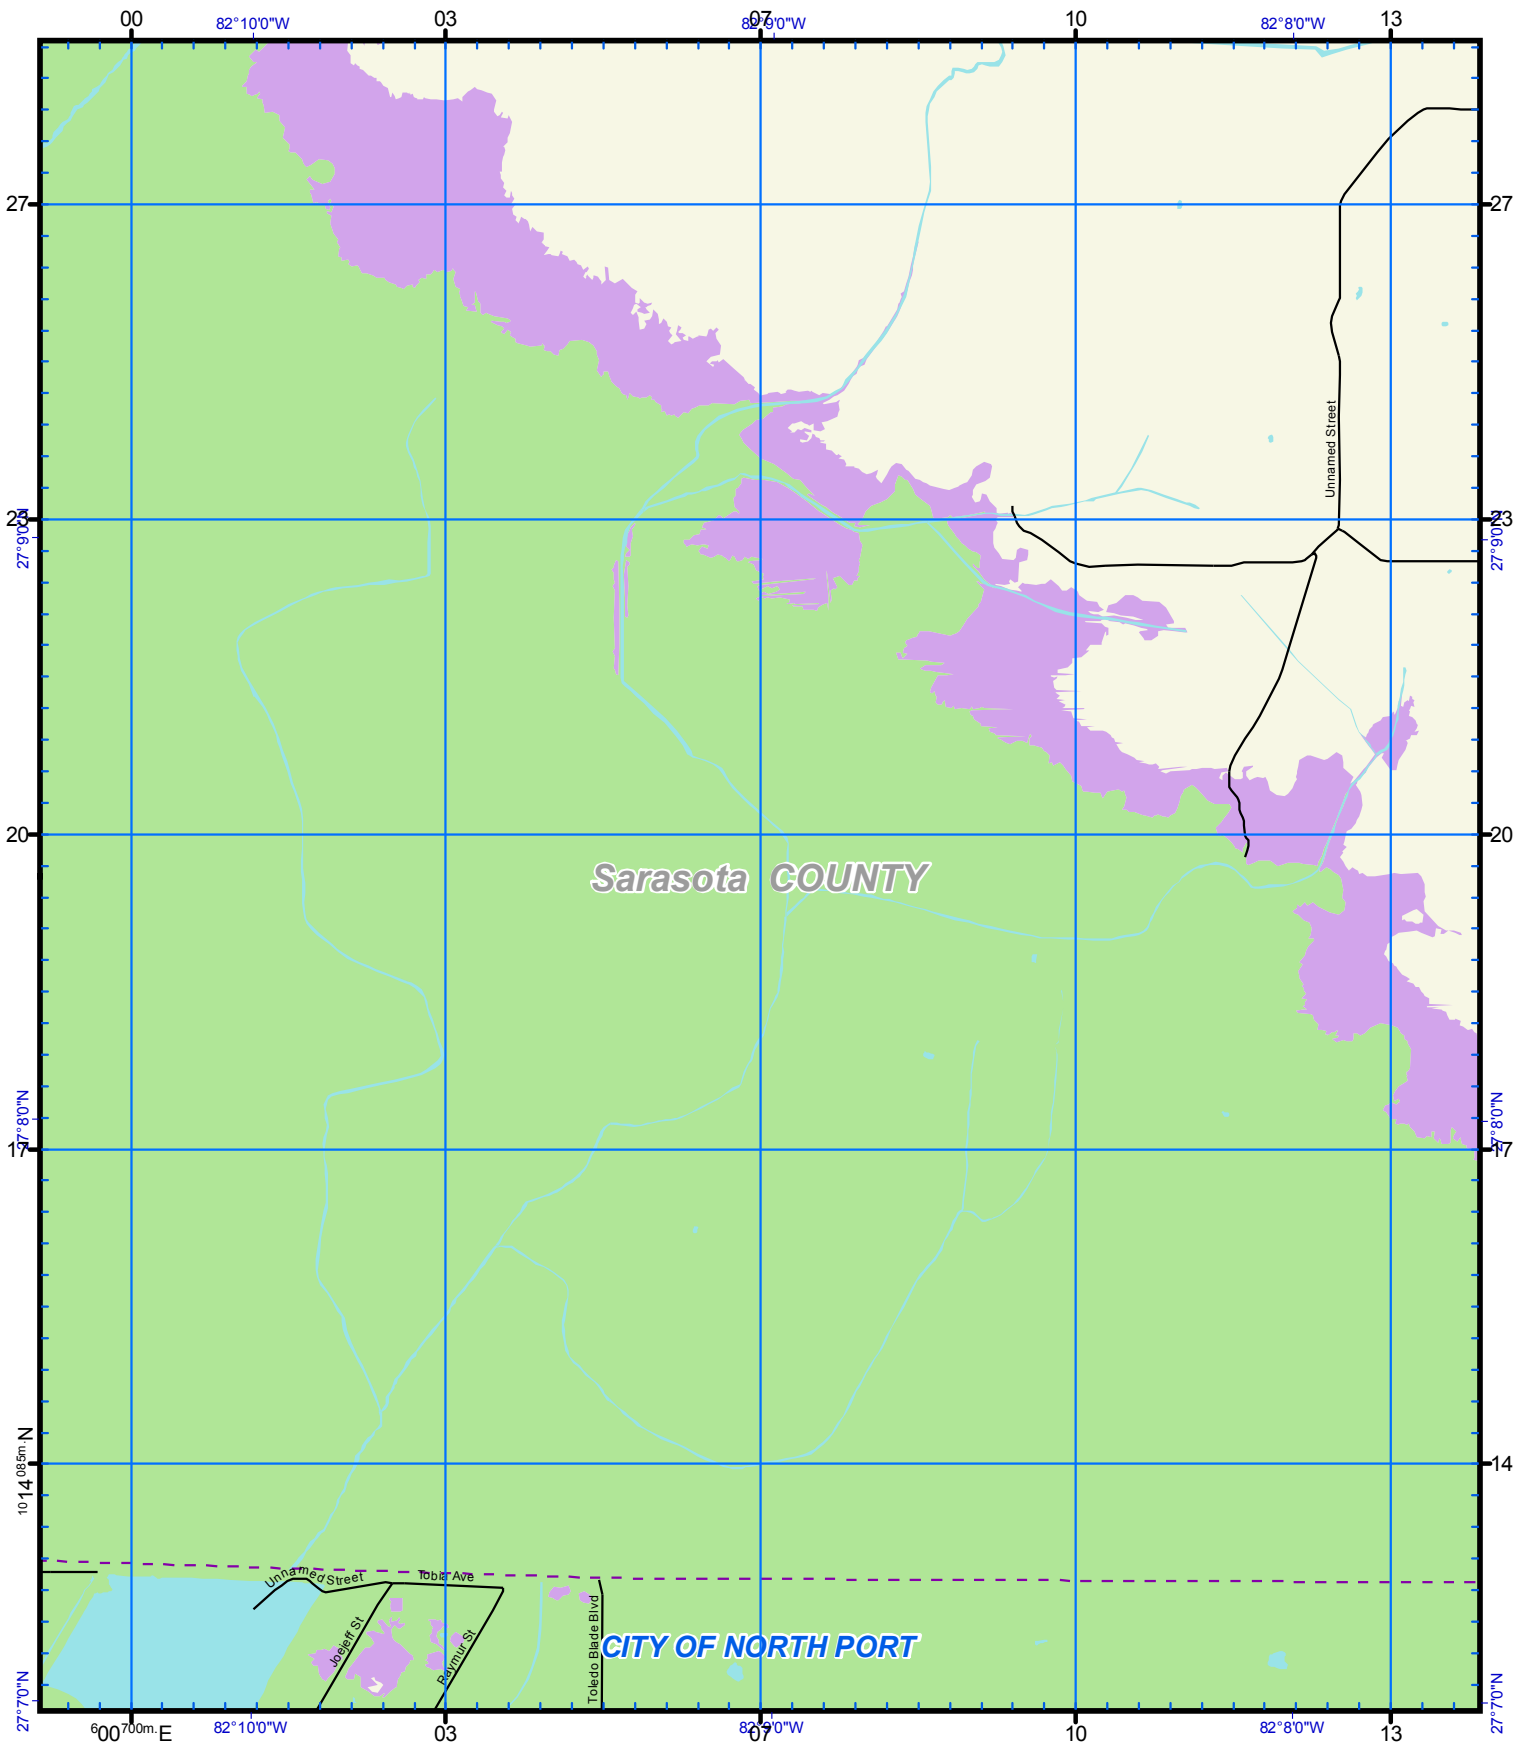 00 03 07 10 13
82°10'0"W 82°9'0"W 82°8'0"W
27 27
Unnamed Street
23 23
27°9'0"N 27°9'0"N
20 20
Sarasota COUNTY
27°8'0"N 27°8'0"N
17 17
10 14 085m. N 14
Unnamed Street Tobia Ave
Joejeff St
Raymur St
Toledo Blade Blvd
CITY OF NORTH PORT
27°7'0"N 27°7'0"N
6 00 700m. E 03 07 10 13
82°10'0"W 82°9'0"W 82°8'0"W